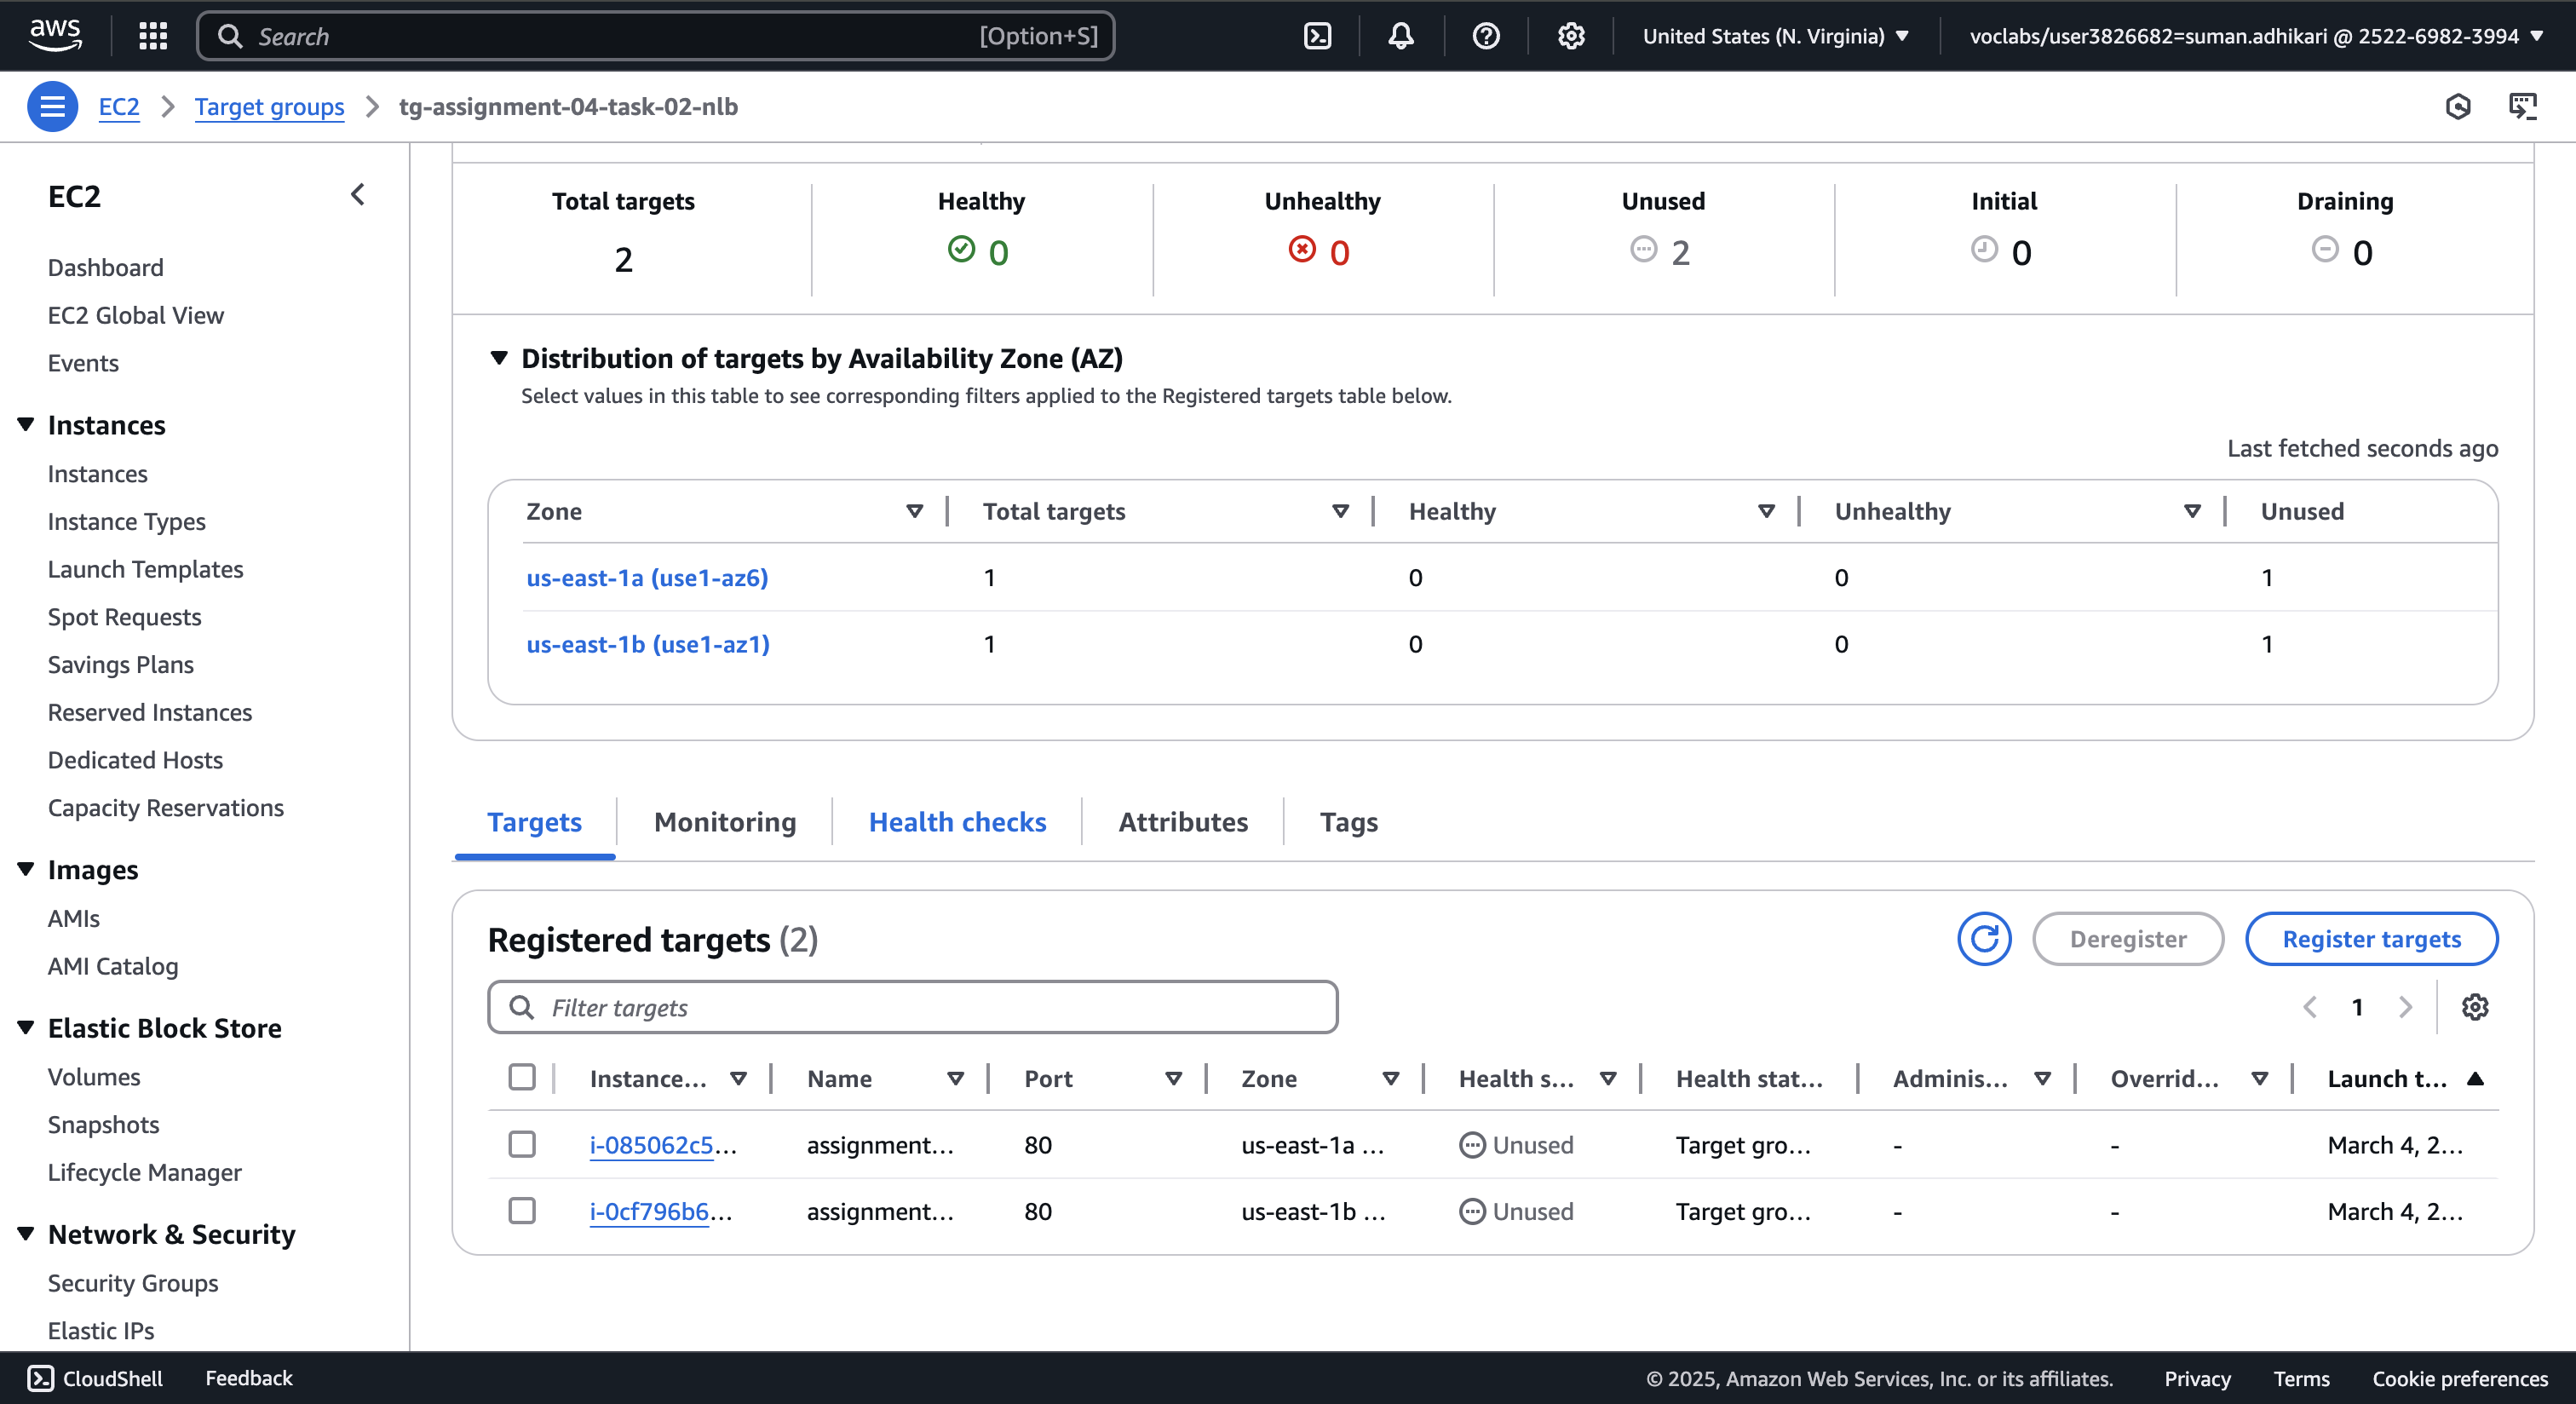 aws
Search
[Option+S]
United States (N. Virginia)
voclabs/user3826682=suman.adhikari @ 2522-6982-3994
EC2
Target groups
tg-assignment-04-task-02-nlb
EC2
Dashboard
EC2 Global View
Events
Instances
Instances
Instance Types
Launch Templates
Spot Requests
Savings Plans
Reserved Instances
Dedicated Hosts
Capacity Reservations
Images
AMIs
AMI Catalog
Elastic Block Store
Volumes
Snapshots
Lifecycle Manager
Network & Security
Security Groups
Elastic IPs
Total targets
2
Healthy
0
Unhealthy
0
Unused
2
Initial
0
Draining
0
Distribution of targets by Availability Zone (AZ)
Select values in this table to see corresponding filters applied to the Registered targets table below.
Last fetched seconds ago
Zone Total targets Healthy Unhealthy Unused
us-east-1a (use1-az6) 1 0 0 1
us-east-1b (use1-az1) 1 0 0 1
Targets Monitoring Health checks Attributes Tags
Registered targets (2)
Deregister
Register targets
Filter targets
1
Instance... Name Port Zone Health s... Health stat... Adminis... Overrid... Launch t...
i-085062c5... assignment... 80 us-east-1a ... Unused Target gro... - - March 4, 2...
i-0cf796b6... assignment... 80 us-east-1b ... Unused Target gro... - - March 4, 2...
CloudShell
Feedback
© 2025, Amazon Web Services, Inc. or its affiliates.
Privacy
Terms
Cookie preferences